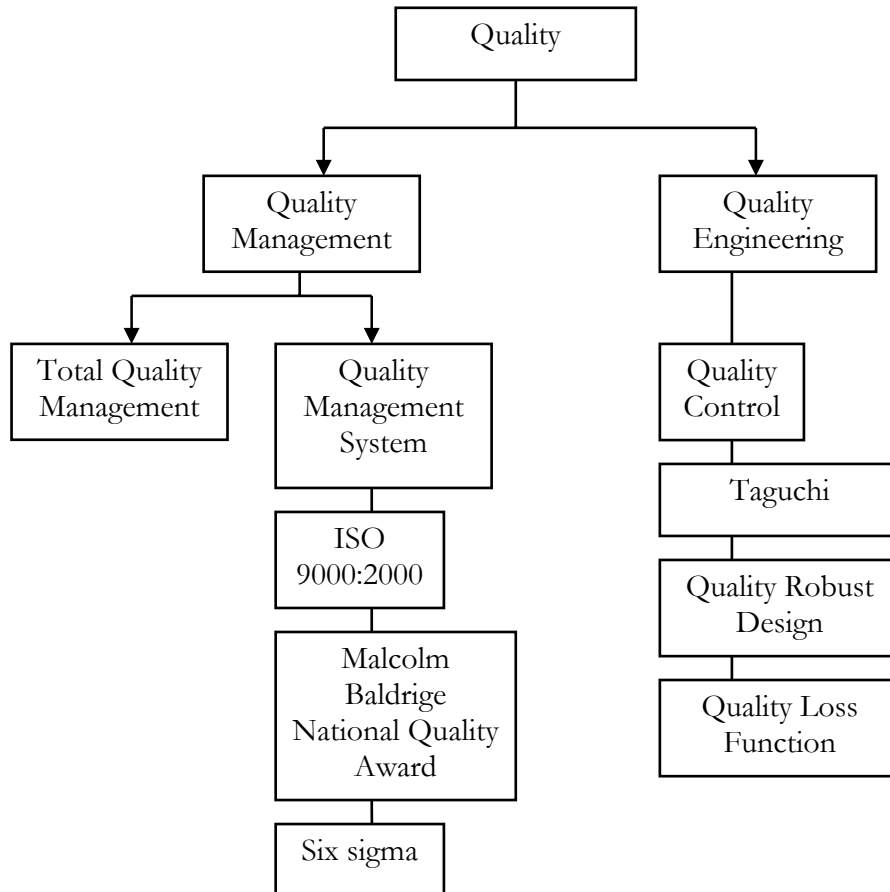 Quality
Quality
Management
Quality
Engineering
Total Quality
Management
Quality
Management
System
Quality
Control
Taguchi
ISO
9000:2000
Quality Robust
Design
Malcolm
Baldrige
National Quality
Award
Quality Loss
Function
Six sigma